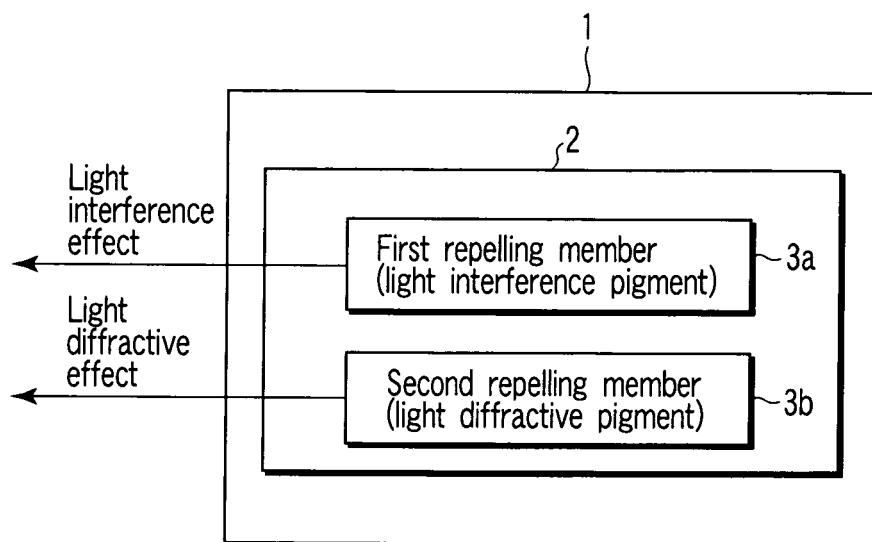 1
2
Light
interference
effect
First repelling member
(light interference pigment)
3a
Light
diffractive
effect
Second repelling member
(light diffractive pigment)
3b